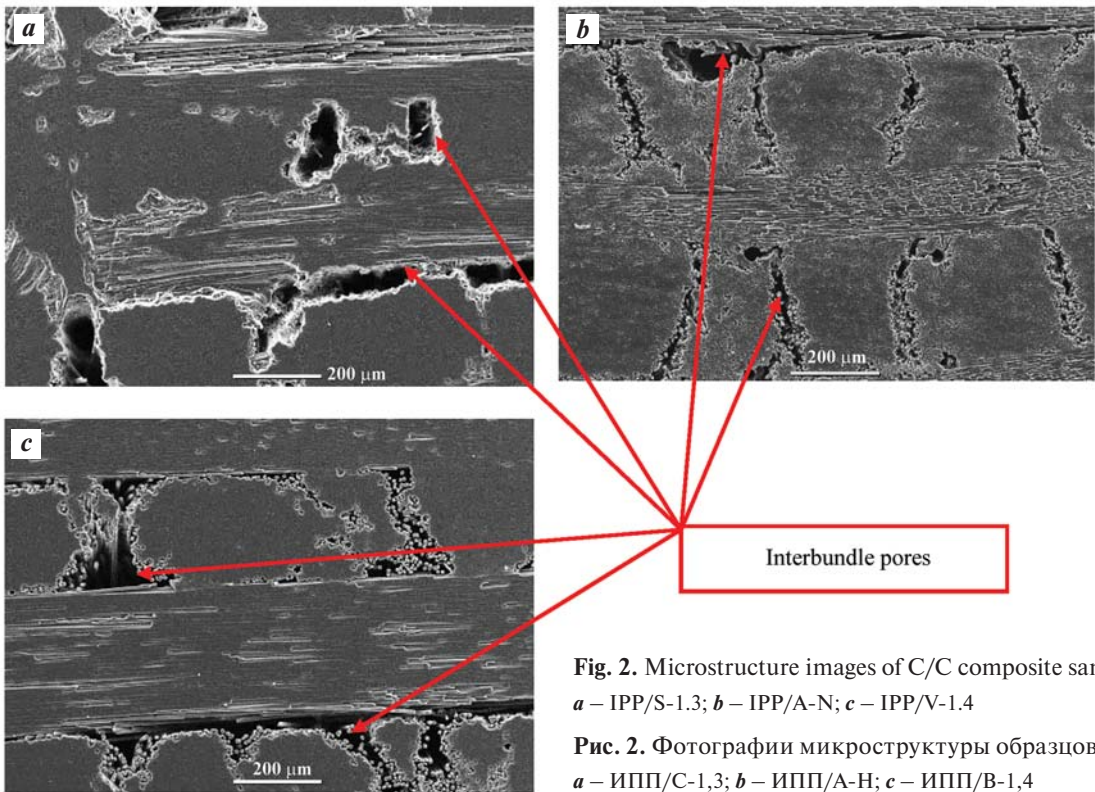 a
b
200 μm
200 μm
c
Interbundle pores
200 μm
Fig. 2. Microstructure images of C/C composite sar
a – IPP/S-1.3; b – IPP/A-N; c – IPP/V-1.4
Рис. 2. Фотографии микроструктуры образцов
a – ИПП/С-1,3; b – ИПП/А-Н; c – ИПП/В-1,4